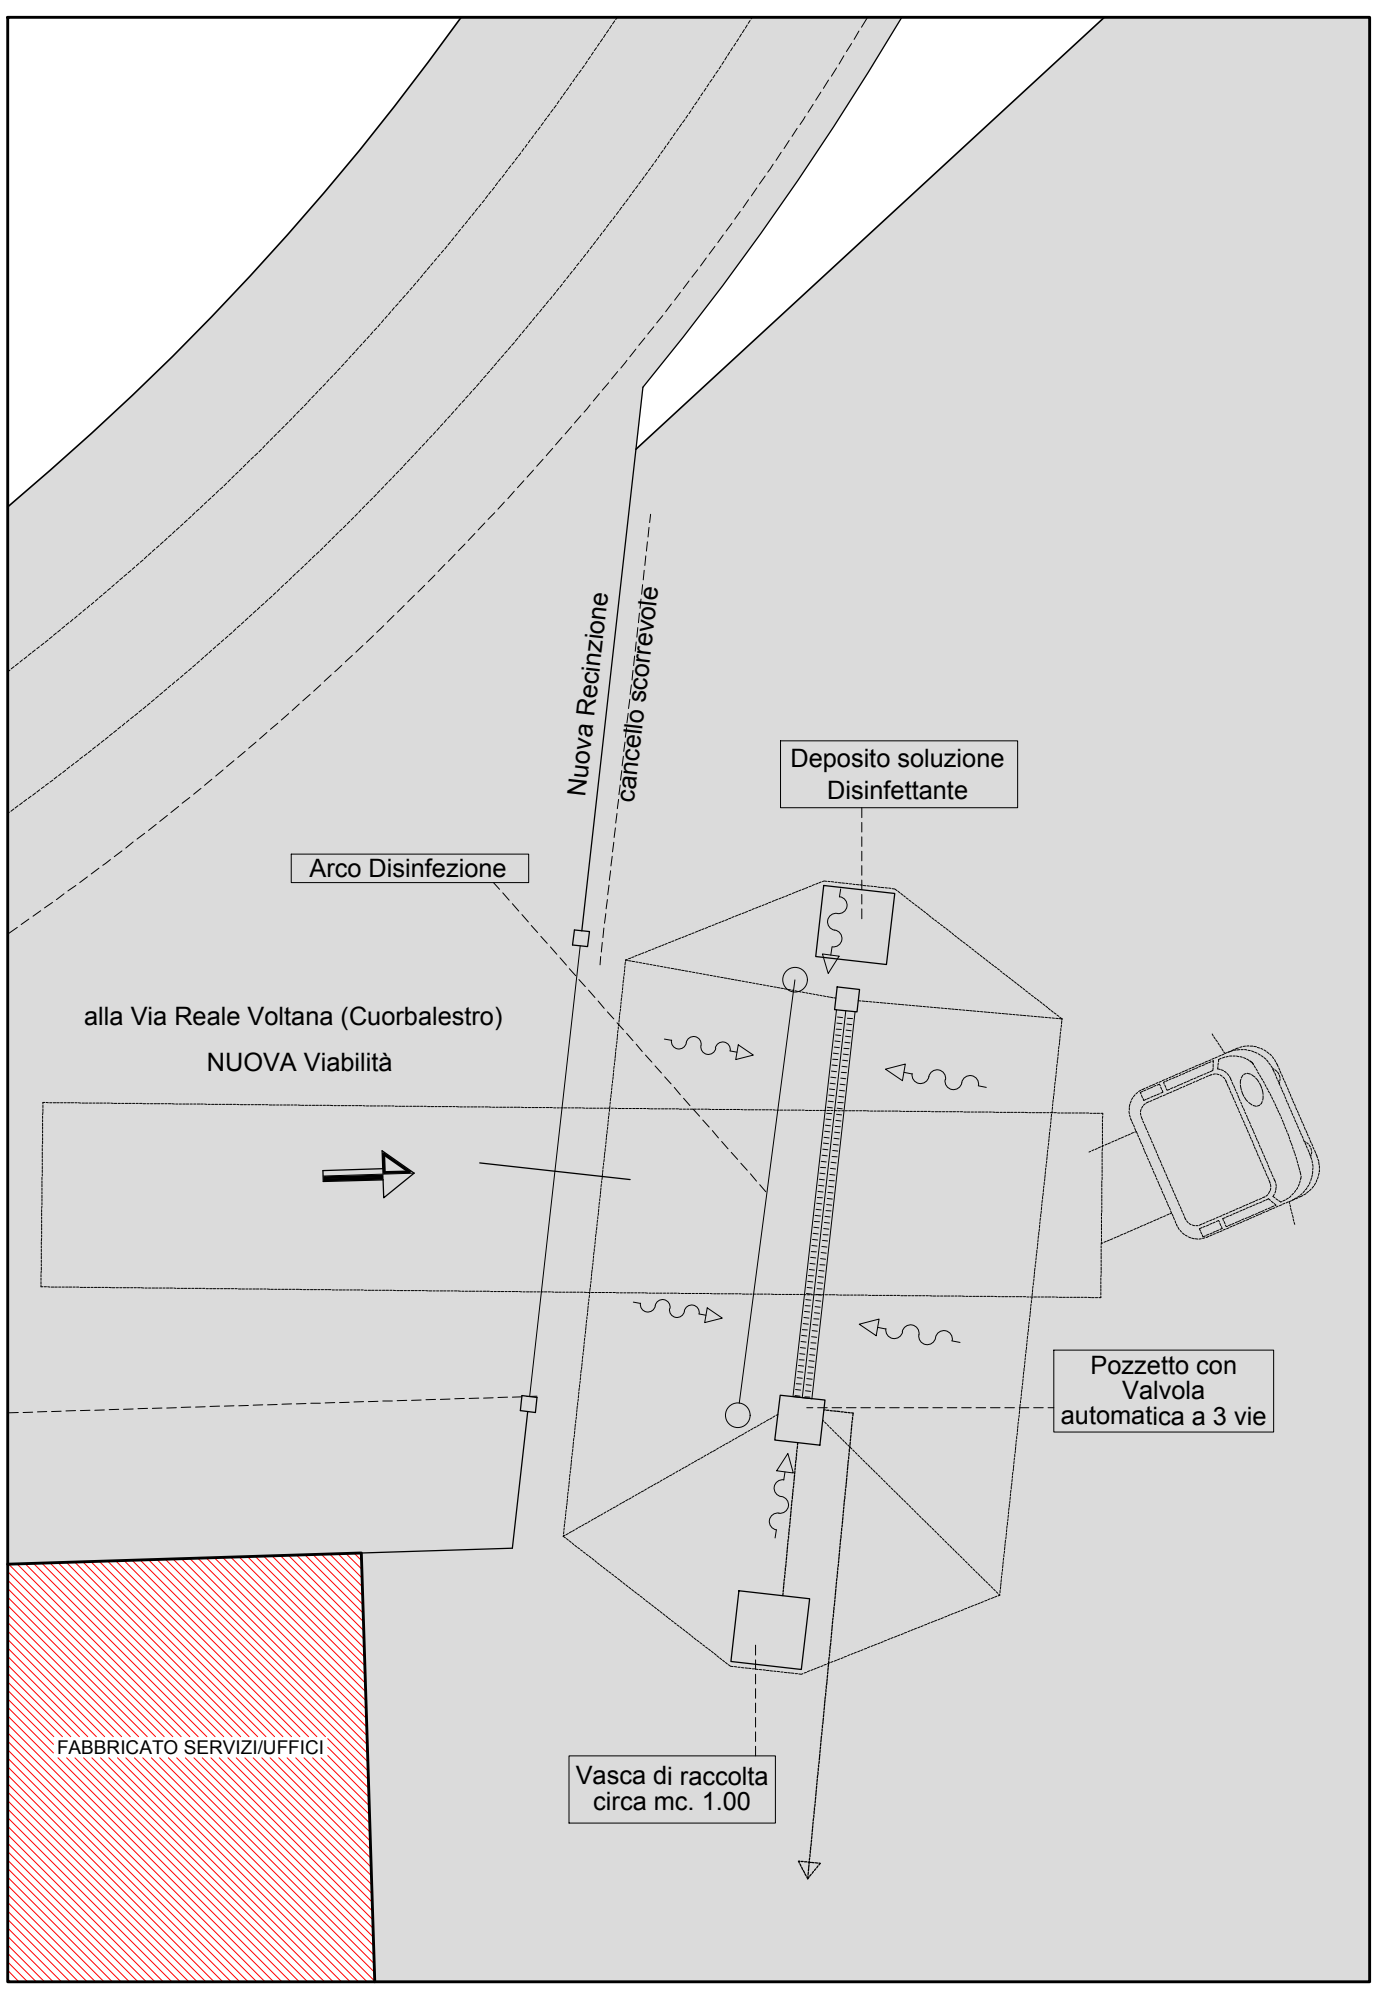 Nuova Recinzione
cancello scorrevole
Deposito soluzione
Disinfettante
Arco Disinfezione
alla Via Reale Voltana (Cuorbalestro)
NUOVA Viabilità
Pozzetto con
Valvola
automatica a 3 vie
FABBRICATO SERVIZI/UFFICI
Vasca di raccolta
circa mc. 1.00